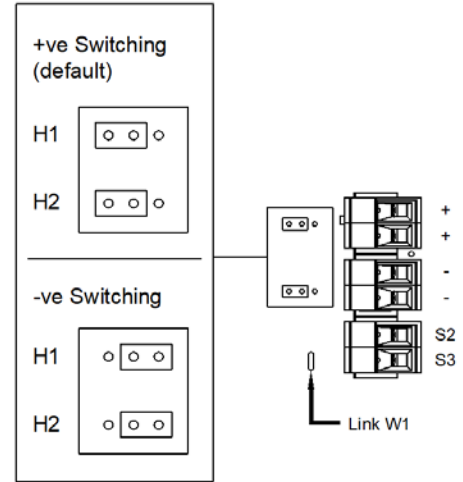 +ve Switching
(default)
H1
H2
-ve Switching
H1
H2
+
+
-
-
S2
S3
Link W1